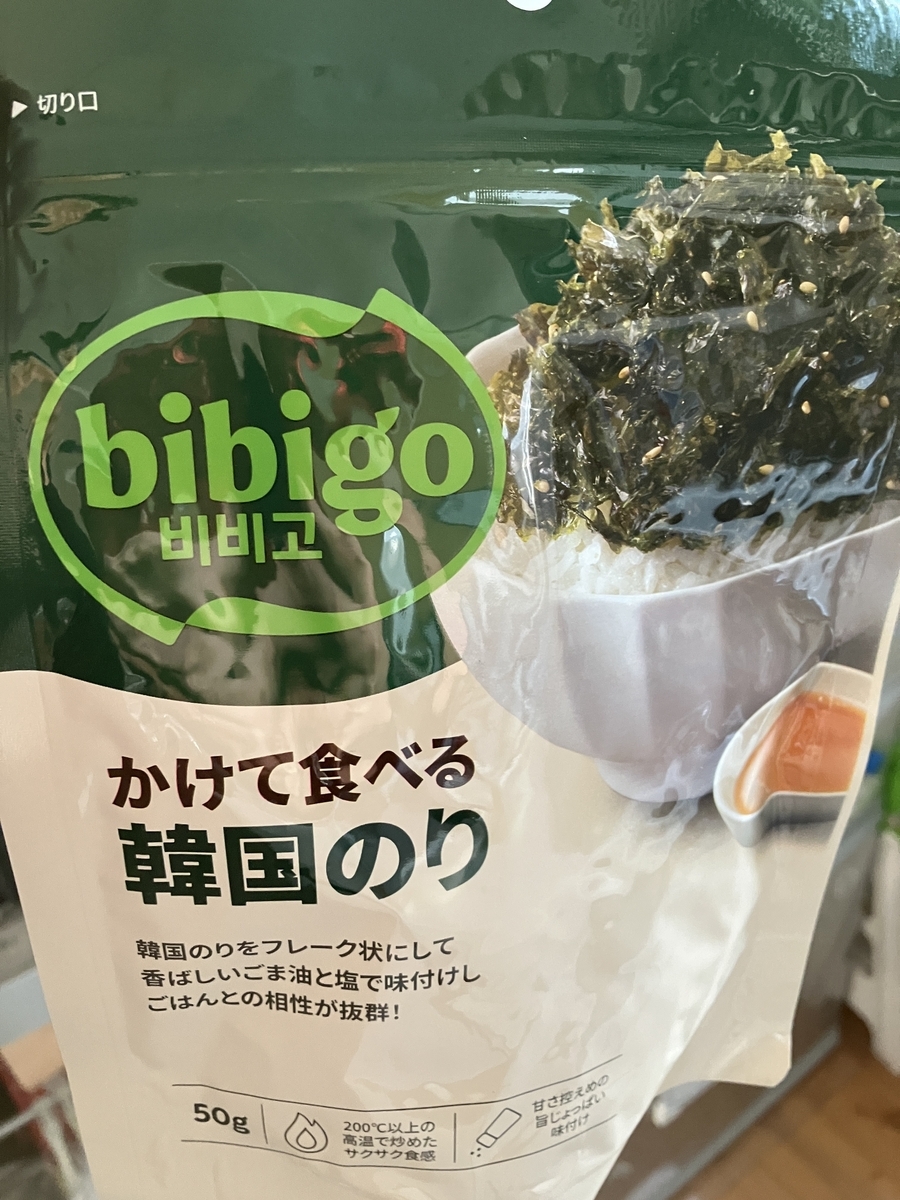 ▶ 切り口
bibigo
비비고
かけて食べる
韓国のり
韓国のりをフレーク状にして
香ばしいごま油と塩で味付けし
ごはんとの相性が抜群!
50g
200℃以上の
高温で炒めた
サクサク食感
甘さ控えめの
旨じょっぱい
味付け